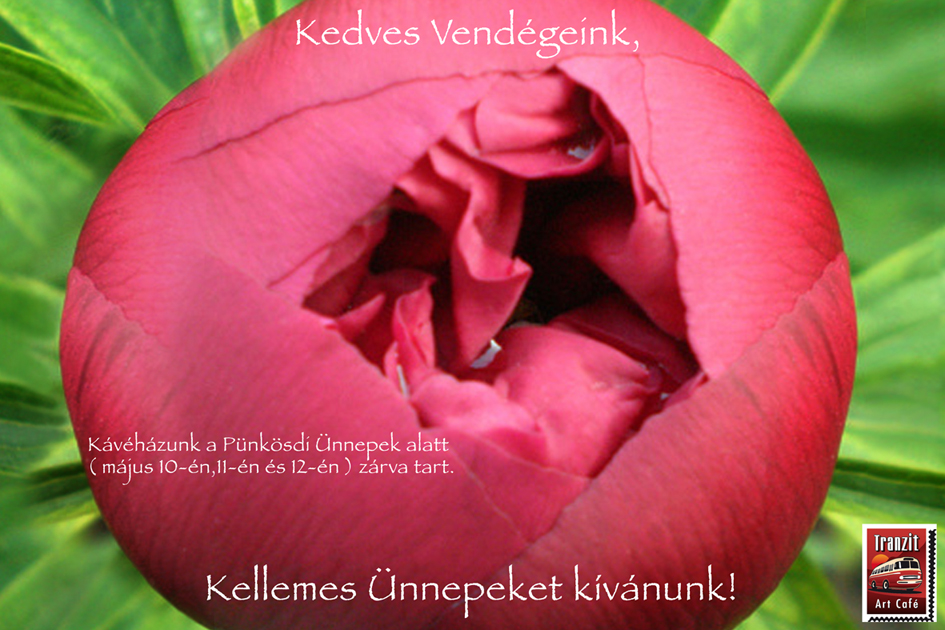 Kedves Vendégeink,
Kávéházunk a Pünkösdi Ünnepek alatt
( május 10-én,11-én és 12-én ) zárva tart.
Kellemes Ünnepeket kívánunk!
Tranzit
Art Café